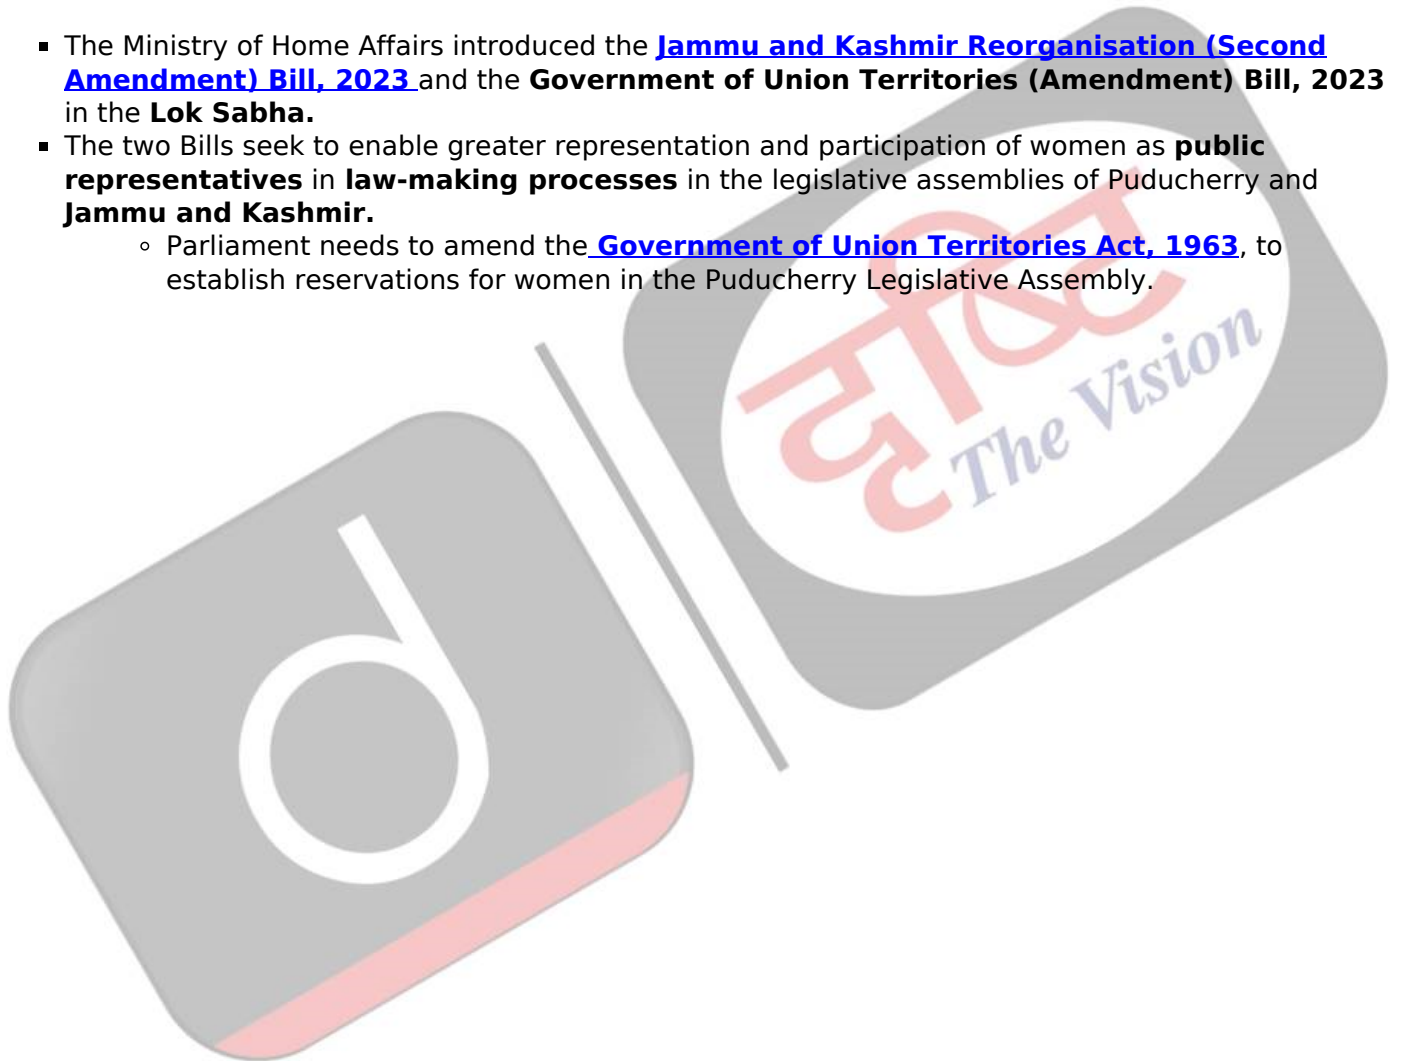 ▪ The Ministry of Home Affairs introduced the Jammu and Kashmir Reorganisation (Second
Amendment) Bill, 2023 and the Government of Union Territories (Amendment) Bill, 2023
in the Lok Sabha.
▪ The two Bills seek to enable greater representation and participation of women as public
representatives in law-making processes in the legislative assemblies of Puducherry and
Jammu and Kashmir.
◦ Parliament needs to amend the Government of Union Territories Act, 1963, to
establish reservations for women in the Puducherry Legislative Assembly.
दृष्टि
The Vision
d